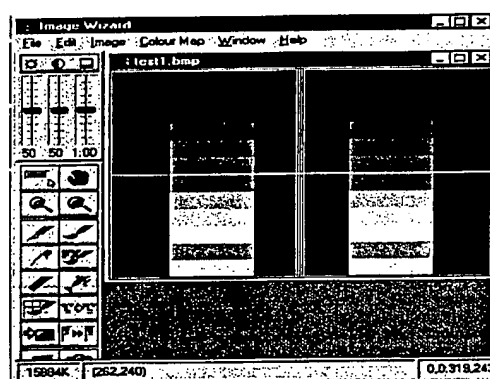 Image Wizard
File Edit Image Colour Map Window Help
test1.bmp
50 50 1:00
15884K (262,240) 0,0,319,243